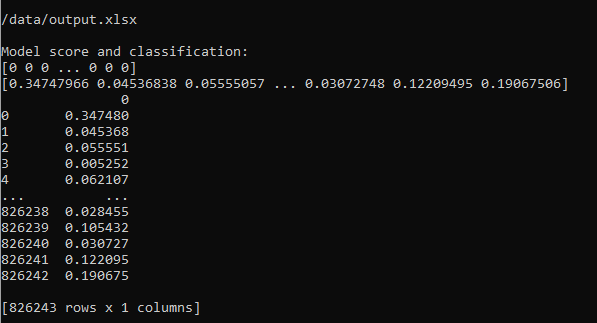 /data/output.xlsx
Model score and classification:
[0 0 0 ... 0 0 0]
[0.34747966 0.04536838 0.05555057 ... 0.03072748 0.12209495 0.19067506]
0
0 0.347480
1 0.045368
2 0.055551
3 0.005252
4 0.062107
... ...
826238 0.028455
826239 0.105432
826240 0.030727
826241 0.122095
826242 0.190675
[826243 rows x 1 columns]